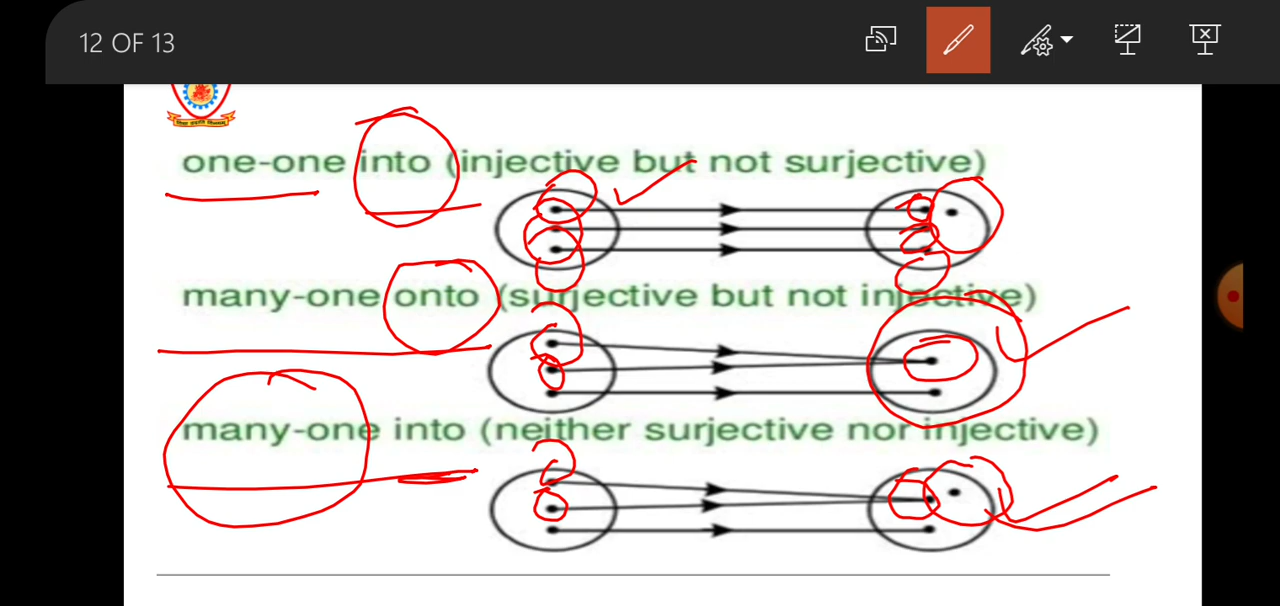 12 OF 13
one-one into (injective but not surjective)
many-one onto (surjective but not injective)
many-one into (neither surjective nor injective)